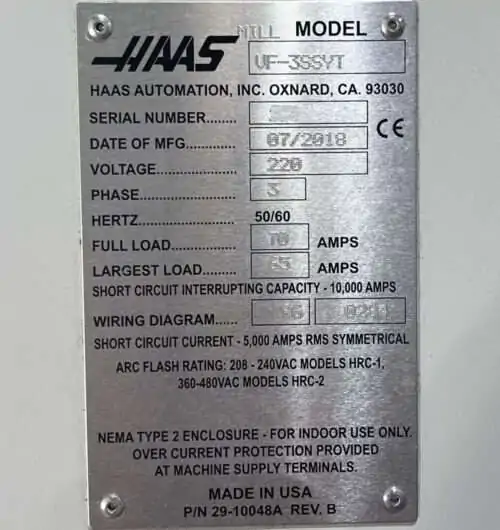 HAAS MILL MODEL
VF-3SSYT
HAAS AUTOMATION, INC. OXNARD, CA. 93030
SERIAL NUMBER........
DATE OF MFG............. 07/2018 CE
VOLTAGE.................. 220
PHASE...................... 3
HERTZ 50/60
FULL LOAD............... 70 AMPS
LARGEST LOAD......... AMPS
SHORT CIRCUIT INTERRUPTING CAPACITY - 10,000 AMPS
WIRING DIAGRAM......
SHORT CIRCUIT CURRENT - 5,000 AMPS RMS SYMMETRICAL
ARC FLASH RATING: 208 - 240VAC MODELS HRC-1,
360-480VAC MODELS HRC-2
NEMA TYPE 2 ENCLOSURE - FOR INDOOR USE ONLY.
OVER CURRENT PROTECTION PROVIDED
AT MACHINE SUPPLY TERMINALS.
MADE IN USA
P/N 29-10048A REV. B